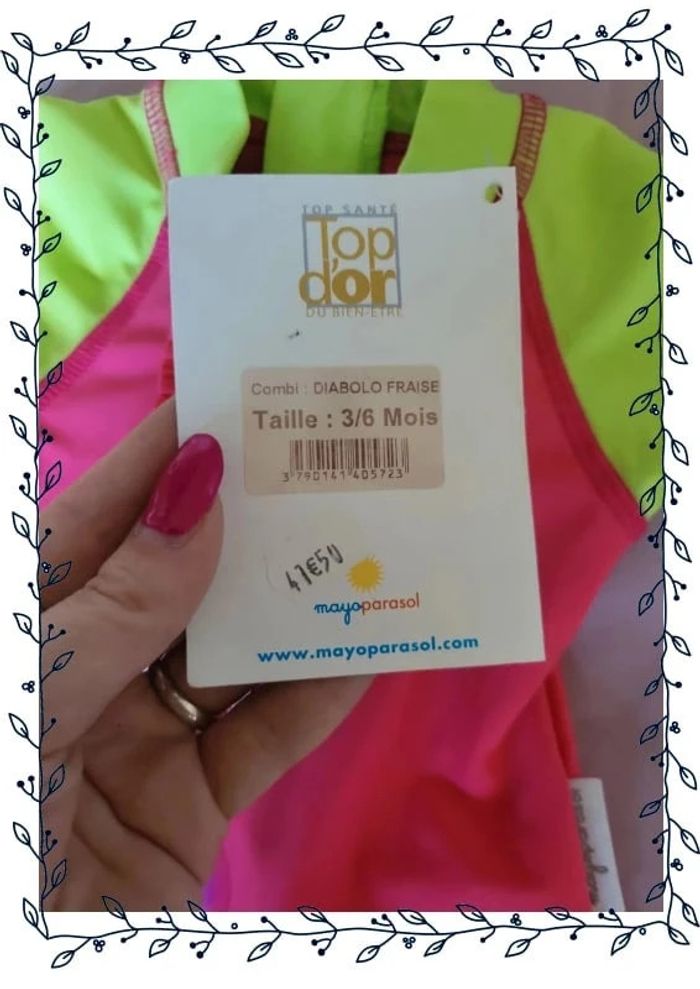 TOP SANTÉ
Top
d'or
DU BIEN-ETRE
Combi : DIABOLO FRAISE
Taille : 3/6 Mois
3 790141 405723
47€50
mayoparasol
www.mayoparasol.com